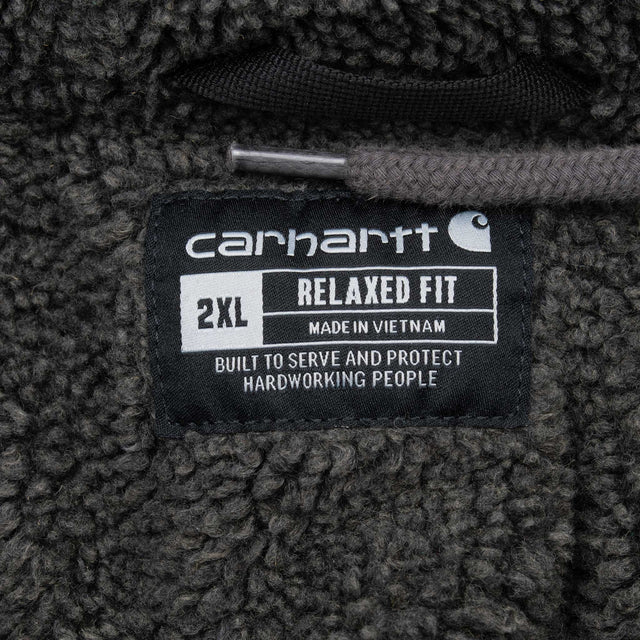 carhartt
2XL
RELAXED FIT
MADE IN VIETNAM
BUILT TO SERVE AND PROTECT
HARDWORKING PEOPLE